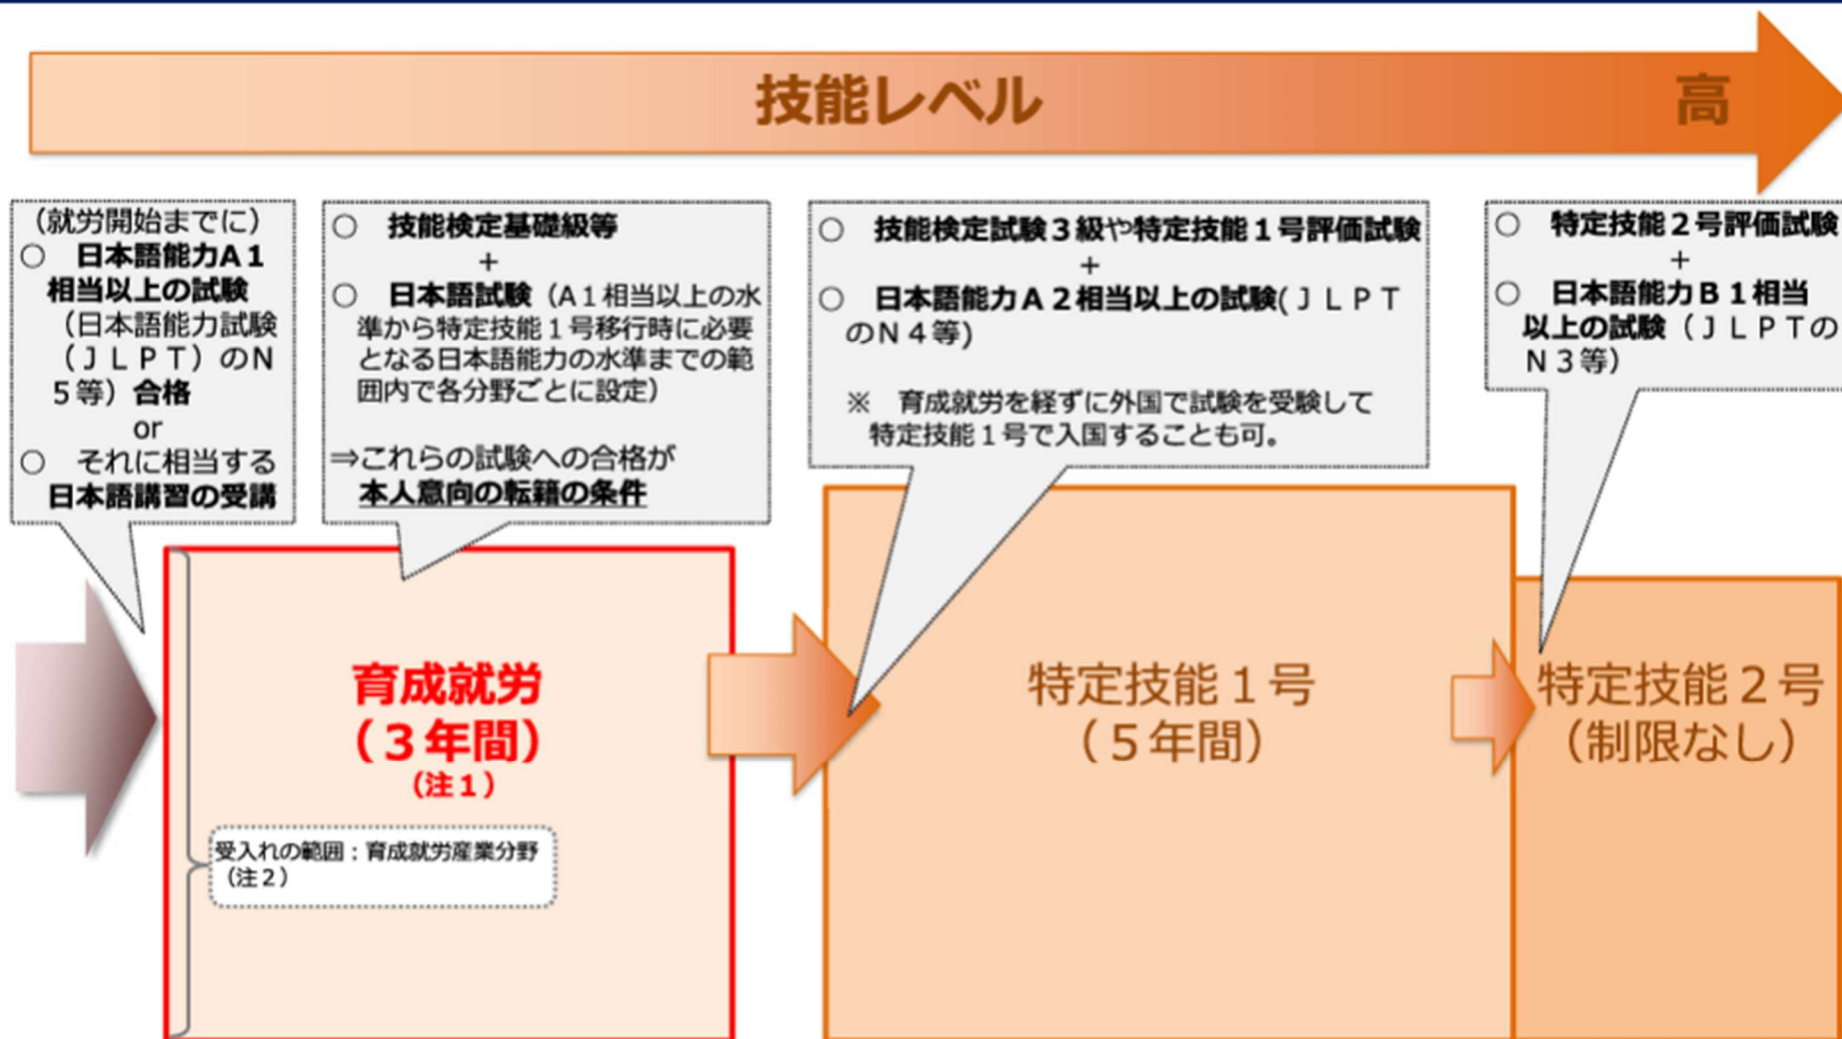 技能レベル
高
（就労開始までに）
○　日本語能力A１
相当以上の試験
（日本語能力試験
（ＪＬＰＴ）のＮ
５等）合格
or
○　それに相当する
日本語講習の受講
○　技能検定基礎級等
+
○　日本語試験（A１相当以上の水
準から特定技能１号移行時に必要
となる日本語能力の水準までの範
囲内で各分野ごとに設定）
⇒これらの試験への合格が
本人意向の転籍の条件
○　技能検定試験３級や特定技能１号評価試験
+
○　日本語能力Ａ２相当以上の試験(ＪＬＰＴ
のＮ４等)
※　育成就労を経ずに外国で試験を受験して
特定技能１号で入国することも可。
○　特定技能２号評価試験
+
○　日本語能力Ｂ１相当
以上の試験（ＪＬＰＴの
Ｎ３等）
育成就労
（３年間）
（注１）
受入れの範囲：育成就労産業分野
（注２）
特定技能１号
（５年間）
特定技能２号
（制限なし）